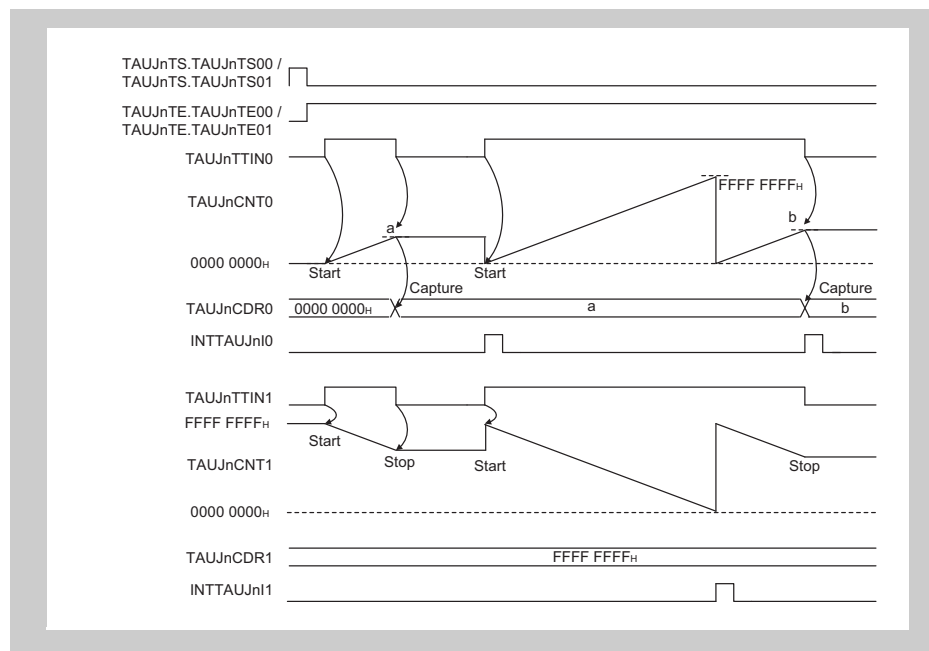 TAUJnTS.TAUJnTS00 /
TAUJnTS.TAUJnTS01
TAUJnTE.TAUJnTE00 /
TAUJnTE.TAUJnTE01
TAUJnTTIN0
TAUJnCNT0
FFFF FFFFH
a
b
0000 0000H
Start
Start
Capture
Capture
TAUJnCDR0
0000 0000H
a
b
INTTAUJnI0
TAUJnTTIN1
FFFF FFFFH
Start
TAUJnCNT1
Stop
Start
Stop
0000 0000H
TAUJnCDR1
FFFF FFFFH
INTTAUJnI1